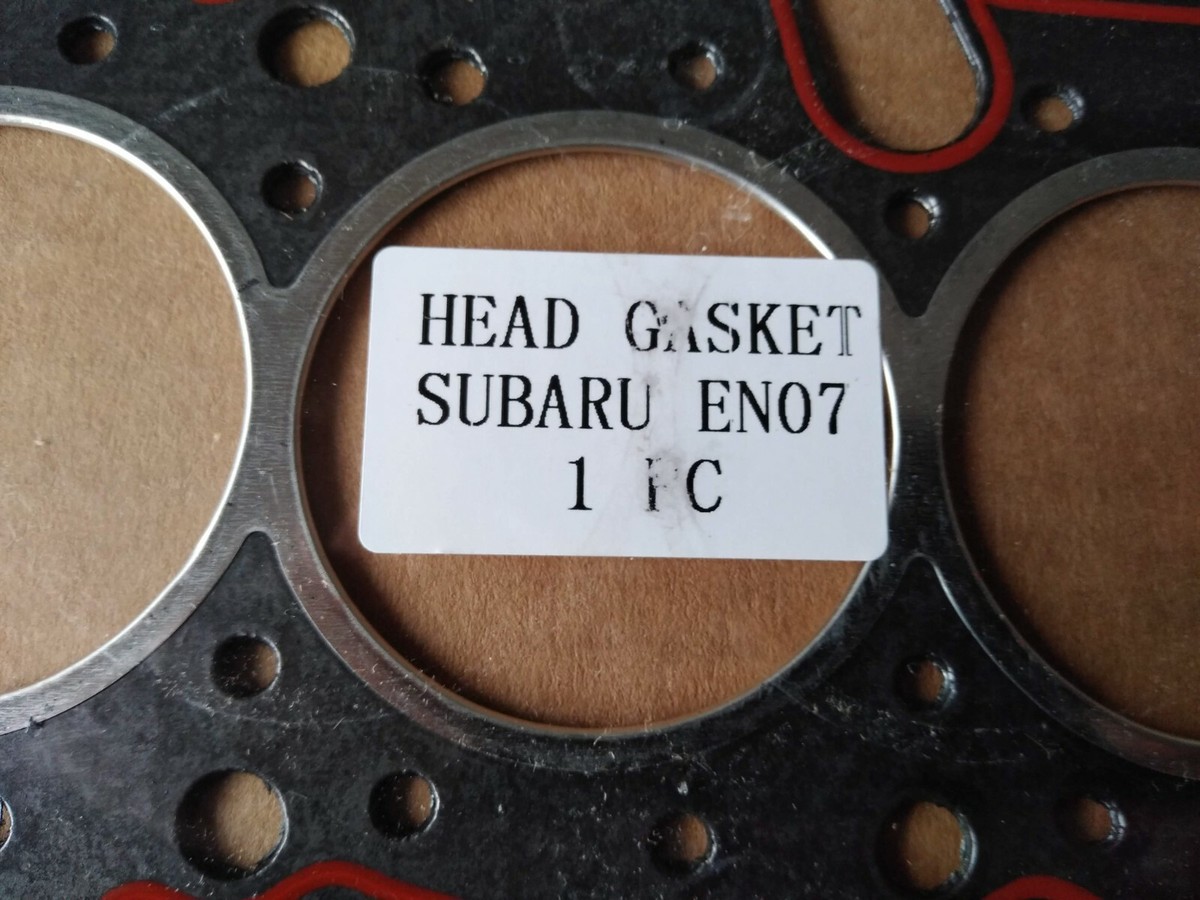 HEAD GASKET
SUBARU EN07
1 PC